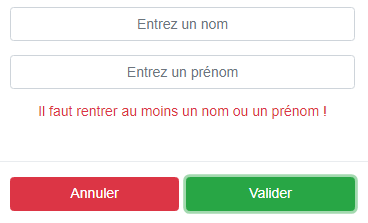 Entrez un nom
Entrez un prénom
Il faut rentrer au moins un nom ou un prénom !
Annuler
Valider